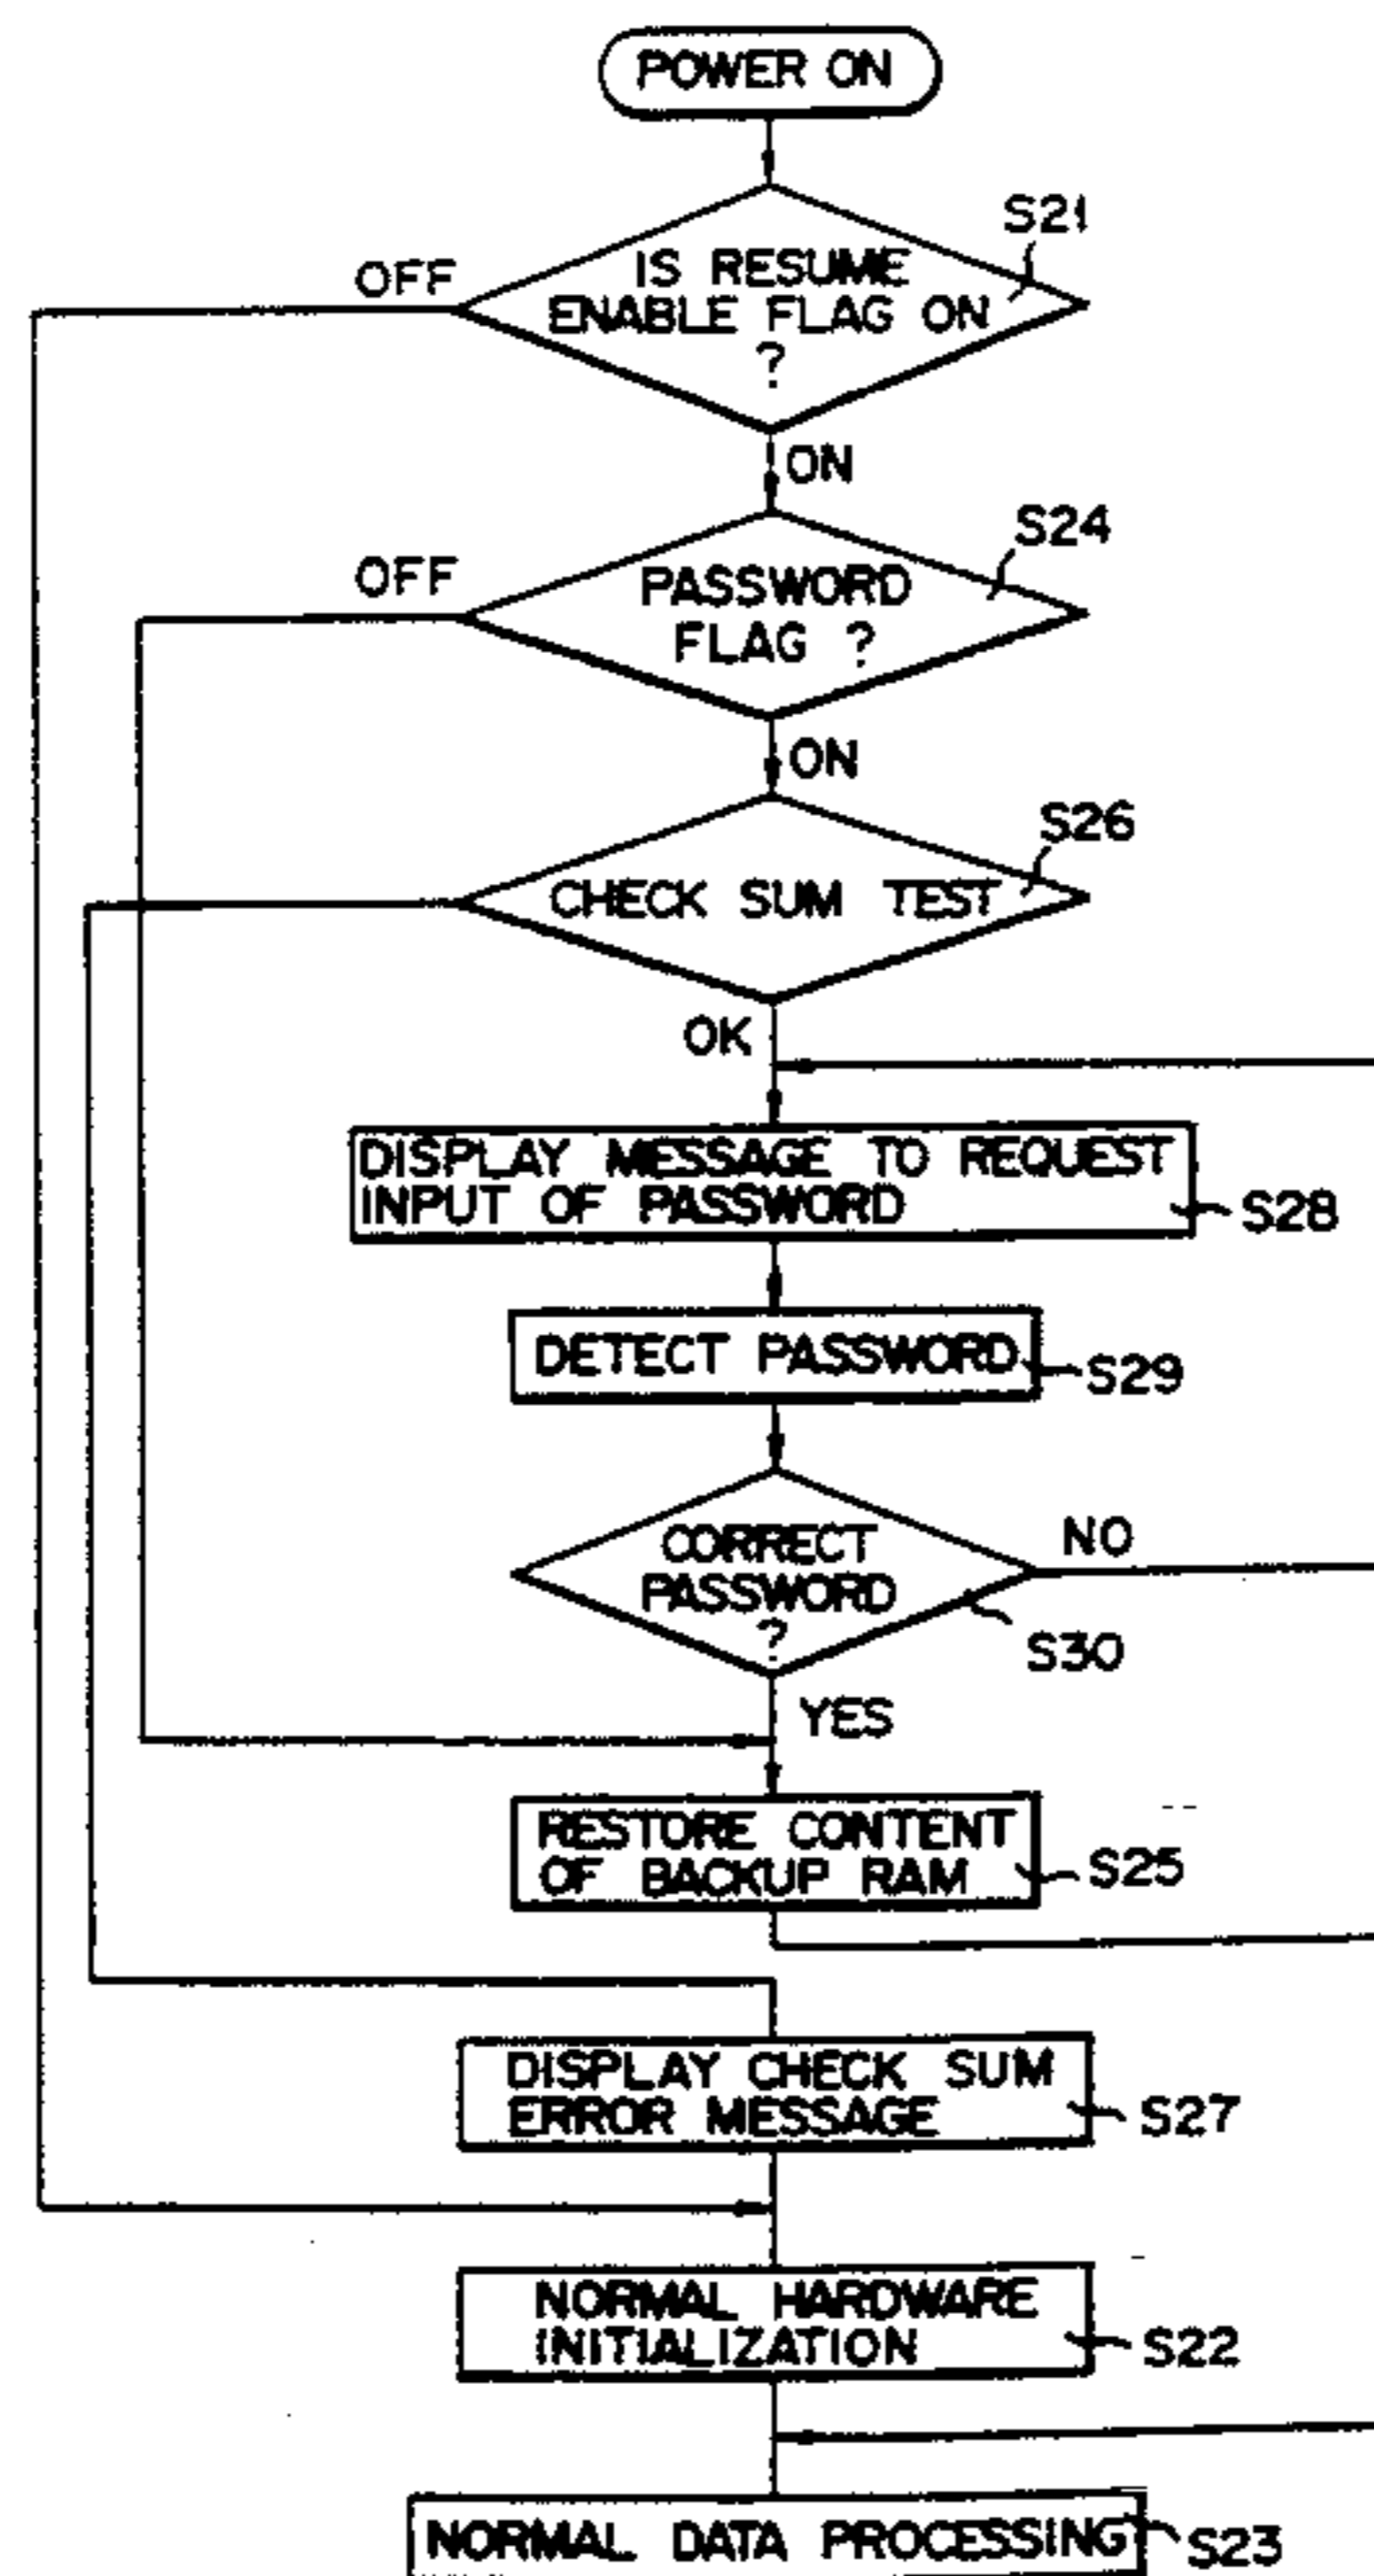 POWER ON
S21
OFF
IS RESUME
ENABLE FLAG ON
?
ON
S24
OFF
PASSWORD
FLAG ?
ON
S26
CHECK SUM TEST
OK
DISPLAY MESSAGE TO REQUEST
INPUT OF PASSWORD
S28
DETECT PASSWORD
S29
CORRECT
PASSWORD
?
NO
S30
YES
RESTORE CONTENT
OF BACKUP RAM
S25
DISPLAY CHECK SUM
ERROR MESSAGE
S27
NORMAL HARDWARE
INITIALIZATION
S22
NORMAL DATA PROCESSING
S23